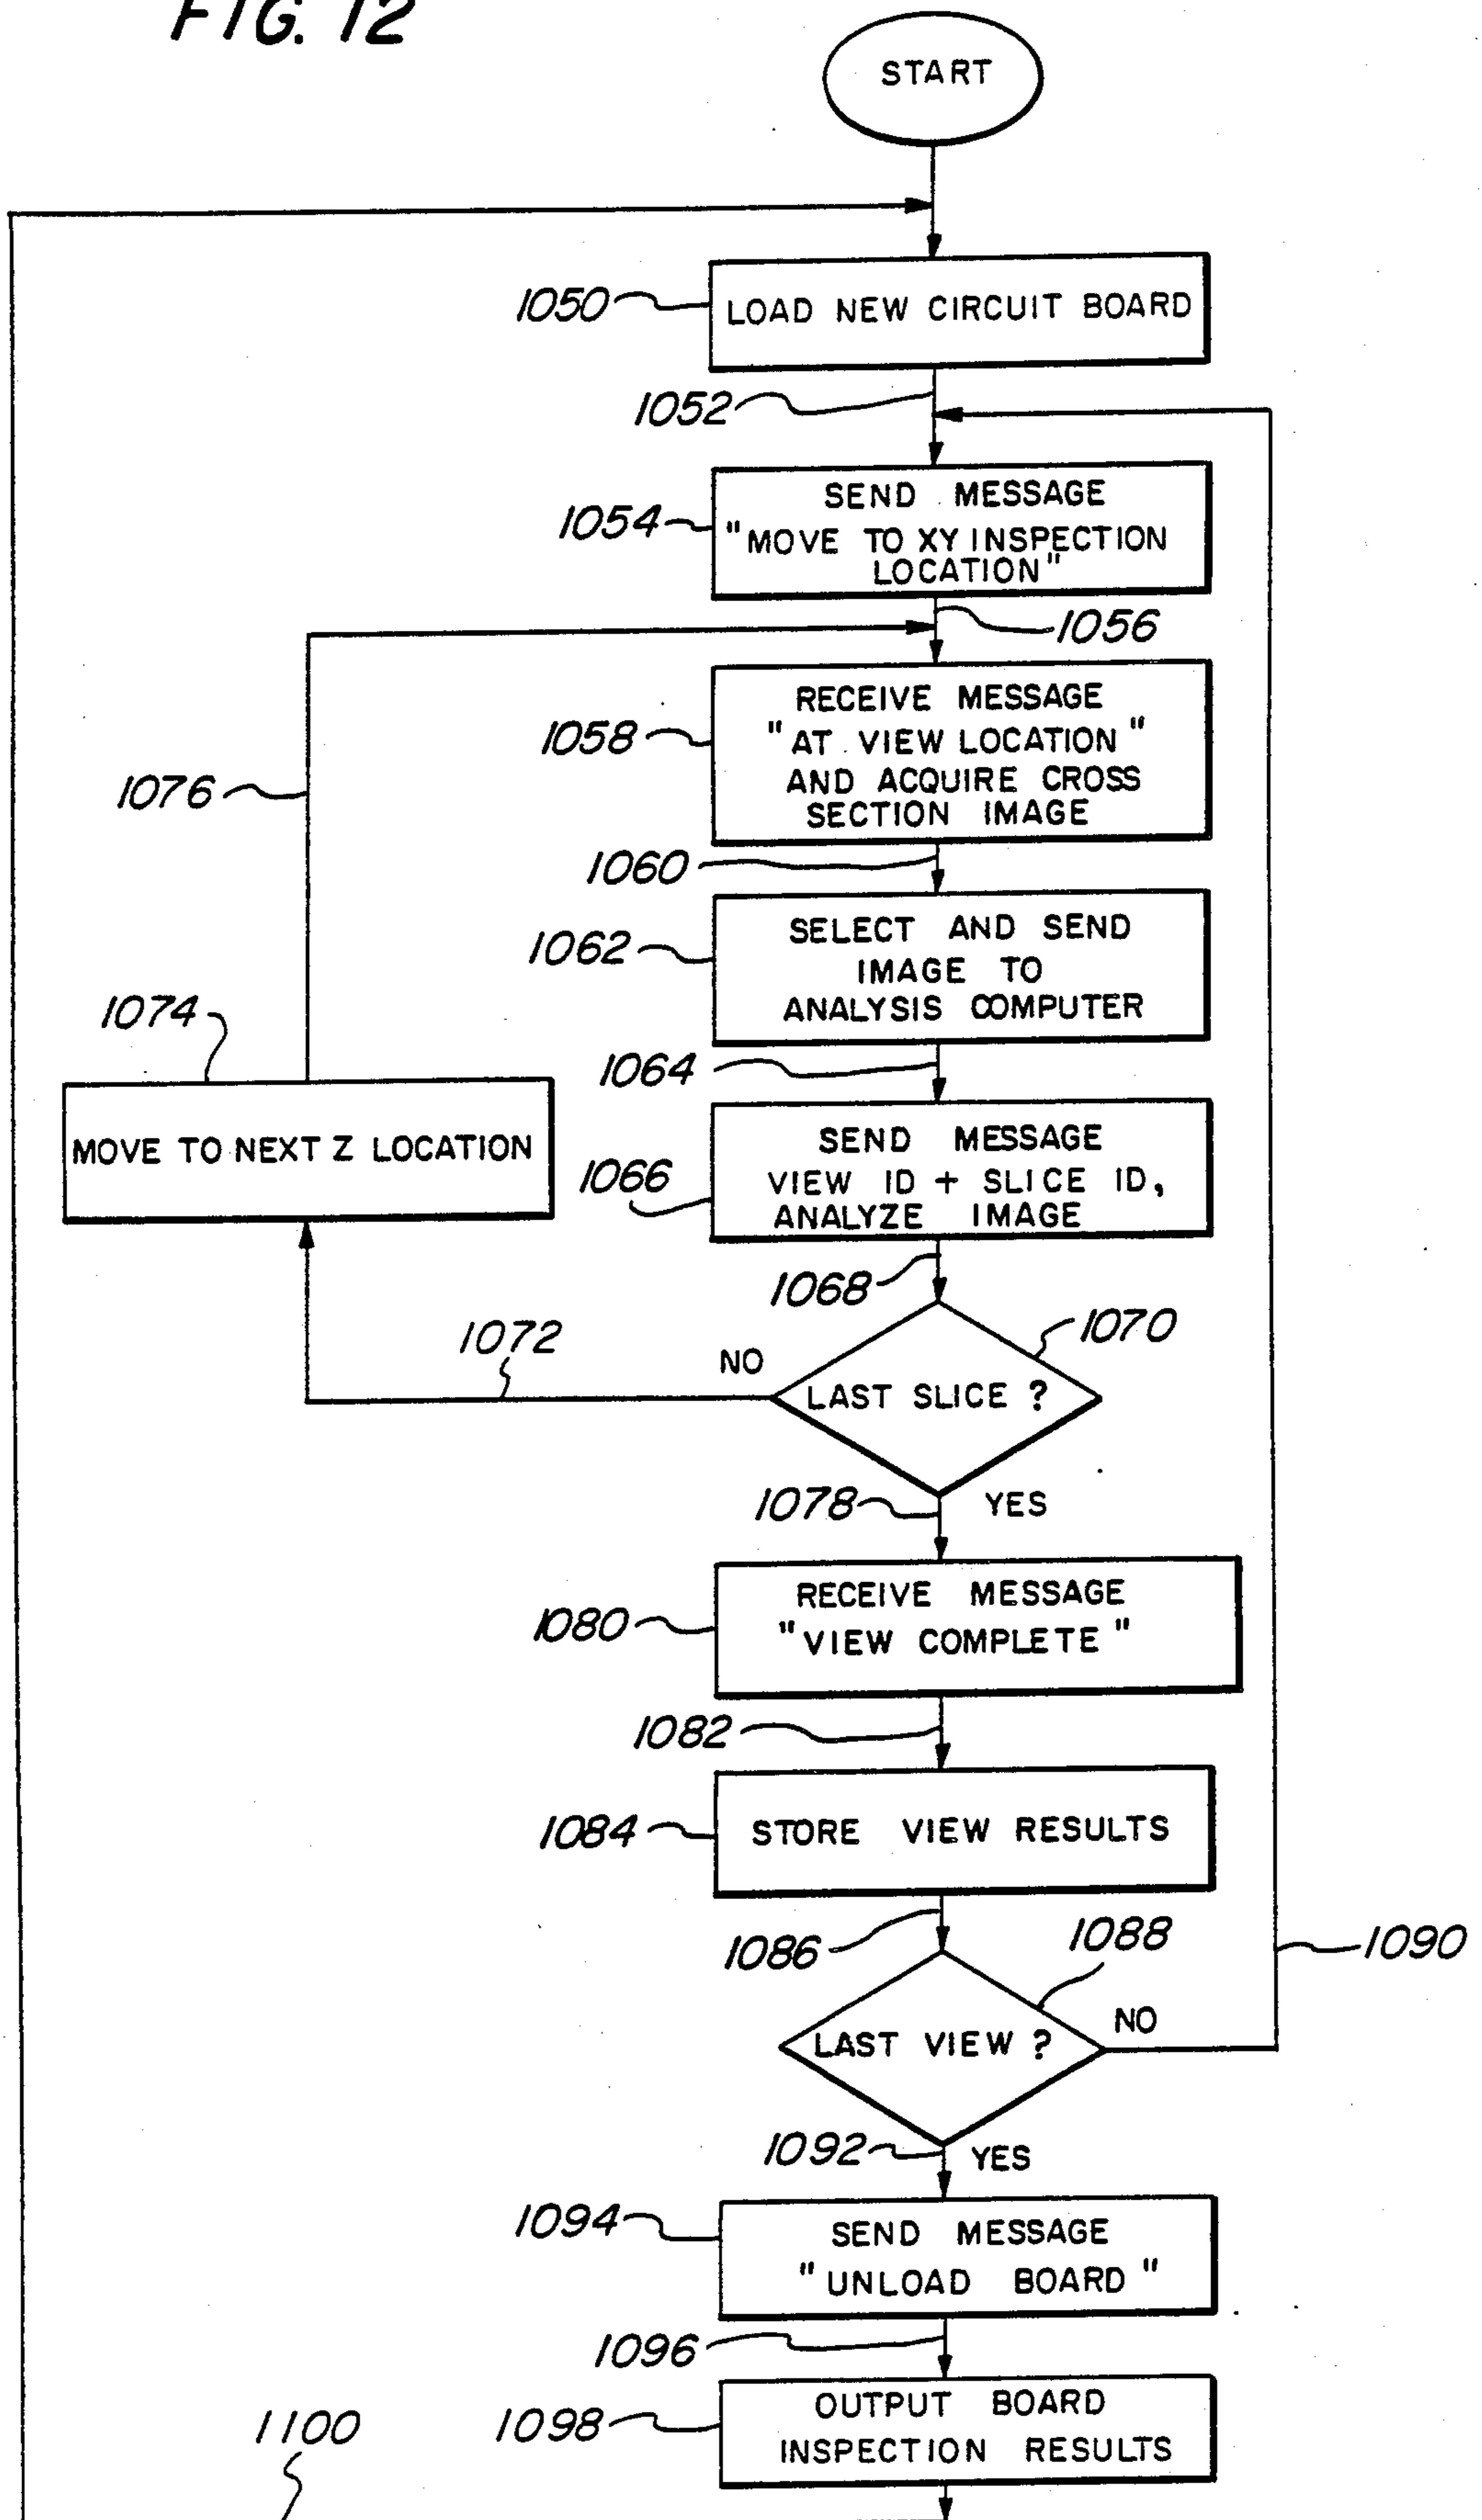 FIG. 12
START
1050
LOAD NEW CIRCUIT BOARD
1052
1054
SEND MESSAGE
"MOVE TO XY INSPECTION
LOCATION"
1056
1058
RECEIVE MESSAGE
"AT VIEW LOCATION"
AND ACQUIRE CROSS
SECTION IMAGE
1076
1060
1062
SELECT AND SEND
IMAGE TO
ANALYSIS COMPUTER
1074
1064
MOVE TO NEXT Z LOCATION
1066
SEND MESSAGE
VIEW ID + SLICE ID,
ANALYZE IMAGE
1068
1070
1072
NO
LAST SLICE ?
1078
YES
1080
RECEIVE MESSAGE
"VIEW COMPLETE"
1082
1084
STORE VIEW RESULTS
1086
1088
1090
LAST VIEW ?
NO
1092
YES
1094
SEND MESSAGE
"UNLOAD BOARD"
1096
1098
OUTPUT BOARD
INSPECTION RESULTS
1100